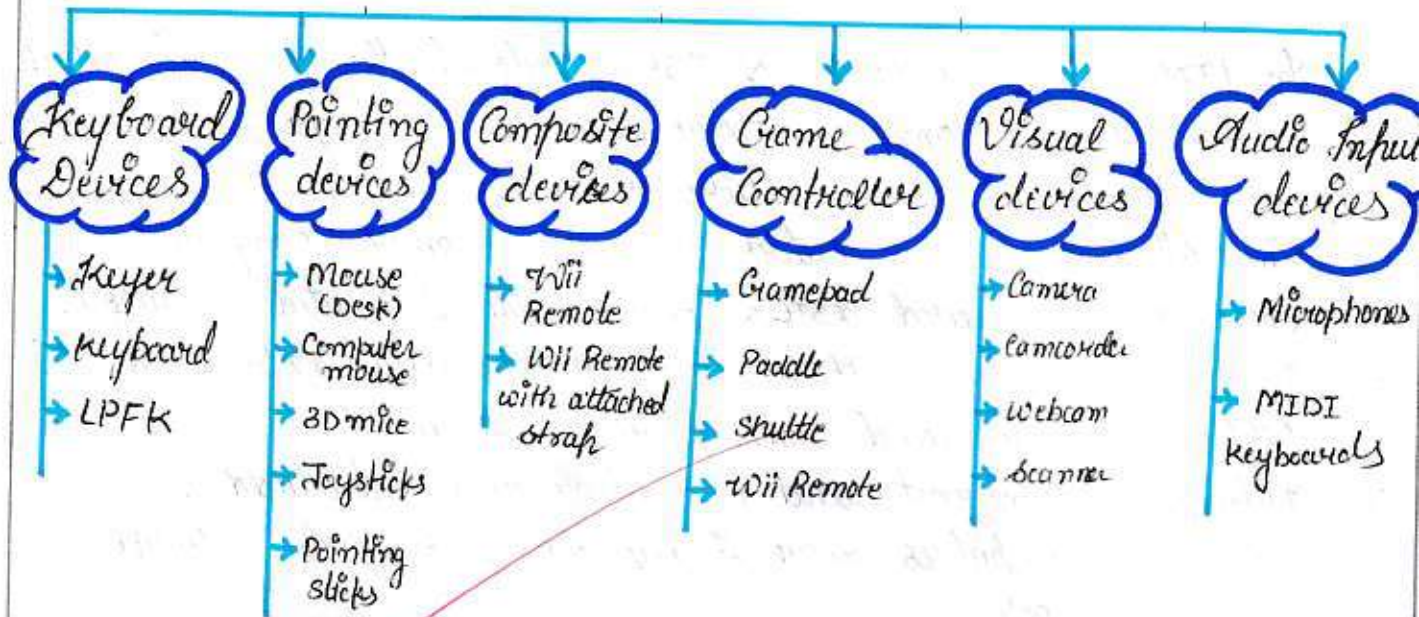 Keyboard
Devices
Keyer
Keyboard
LPFK
Pointing
devices
Mouse
(Desk)
Computer
mouse
3D mice
Joysticks
Pointing
sticks
Composite
devises
Wii
Remote
Wii Remote
with attached
strap
Game
Controller
Gamepad
Paddle
Shuttle
Wii Remote
Visual
devices
Camera
Camcorder
Webcam
Scanner
Audio Input
devices
Microphones
MIDI
keyboards